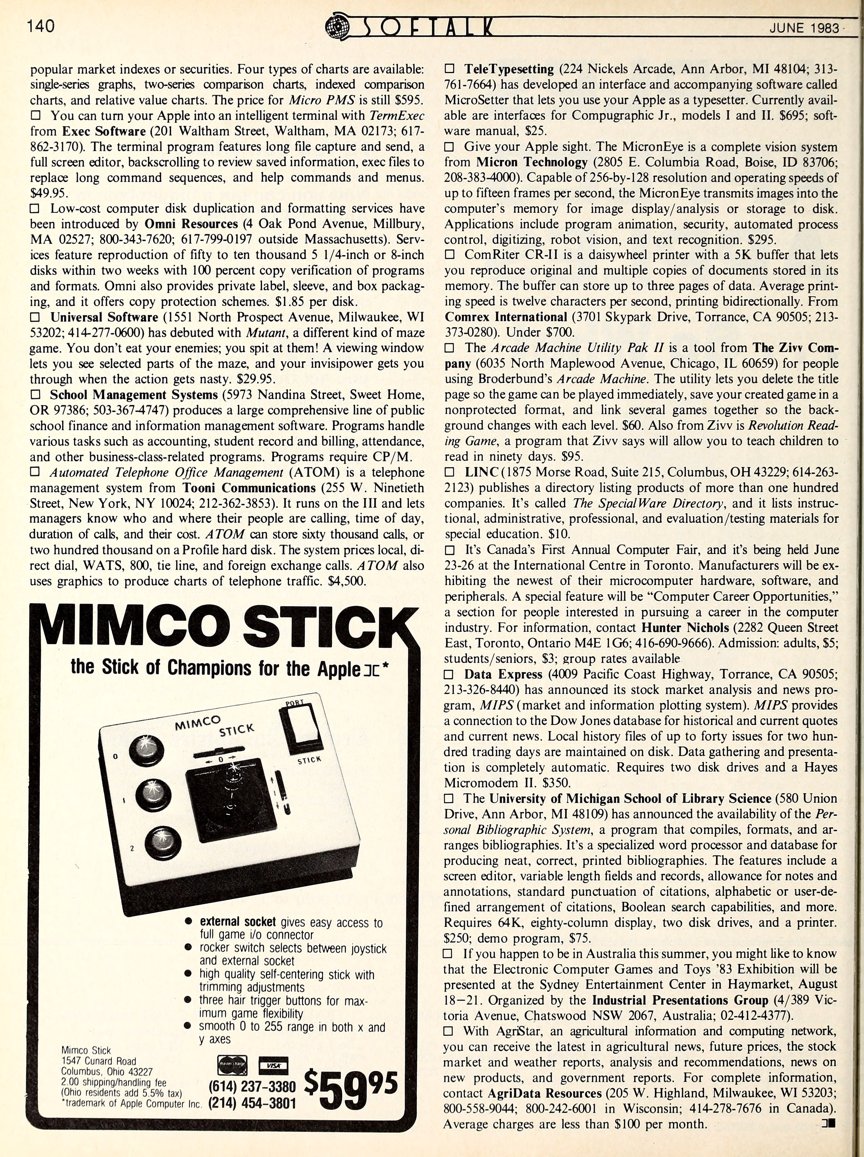 140
SOFTALK
JUNE 1983
popular market indexes or securities. Four types of charts are available:
single-series graphs, two-series comparison charts, indexed comparison
charts, and relative value charts. The price for Micro PMS is still $595.
□ You can turn your Apple into an intelligent terminal with TermExec
from Exec Software (201 Waltham Street, Waltham, MA 02173; 617-
862-3170). The terminal program features long file capture and send, a
full screen editor, backscrolling to review saved information, exec files to
replace long command sequences, and help commands and menus.
$49.95.
□ Low-cost computer disk duplication and formatting services have
been introduced by Omni Resources (4 Oak Pond Avenue, Millbury,
MA 02527; 800-343-7620; 617-799-0197 outside Massachusetts). Serv-
ices feature reproduction of fifty to ten thousand 5 1/4-inch or 8-inch
disks within two weeks with 100 percent copy verification of programs
and formats. Omni also provides private label, sleeve, and box packag-
ing, and it offers copy protection schemes. $1.85 per disk.
□ Universal Software (1551 North Prospect Avenue, Milwaukee, WI
53202; 414-277-0600) has debuted with Mutant, a different kind of maze
game. You don't eat your enemies; you spit at them! A viewing window
lets you see selected parts of the maze, and your invisipower gets you
through when the action gets nasty. $29.95.
□ School Management Systems (5973 Nandina Street, Sweet Home,
OR 97386; 503-367-4747) produces a large comprehensive line of public
school finance and information management software. Programs handle
various tasks such as accounting, student record and billing, attendance,
and other business-class-related programs. Programs require CP/M.
□ Automated Telephone Office Management (ATOM) is a telephone
management system from Tooni Communications (255 W. Ninetieth
Street, New York, NY 10024; 212-362-3853). It runs on the III and lets
managers know who and where their people are calling, time of day,
duration of calls, and their cost. ATOM can store sixty thousand calls, or
two hundred thousand on a Profile hard disk. The system prices local, di-
rect dial, WATS, 800, tie line, and foreign exchange calls. ATOM also
uses graphics to produce charts of telephone traffic. $4,500.
MIMCO STICK
the Stick of Champions for the Apple ][*
MIMCO
STICK
PORT
STICK
0
1
2
0
● external socket gives easy access to
full game i/o connector
● rocker switch selects between joystick
and external socket
● high quality self-centering stick with
trimming adjustments
● three hair trigger buttons for max-
imum game flexibility
● smooth 0 to 255 range in both x and
y axes
Mimco Stick
1547 Cunard Road
Columbus, Ohio 43227
2.00 shipping/handling fee
(Ohio residents add 5.5% tax)
*trademark of Apple Computer Inc.
VISA
(614) 237-3380
(214) 454-3801
$59 95
□ TeleTypesetting (224 Nickels Arcade, Ann Arbor, MI 48104; 313-
761-7664) has developed an interface and accompanying software called
MicroSetter that lets you use your Apple as a typesetter. Currently avail-
able are interfaces for Compugraphic Jr., models I and II. $695; soft-
ware manual, $25.
□ Give your Apple sight. The MicronEye is a complete vision system
from Micron Technology (2805 E. Columbia Road, Boise, ID 83706;
208-383-4000). Capable of 256-by-128 resolution and operating speeds of
up to fifteen frames per second, the MicronEye transmits images into the
computer's memory for image display/analysis or storage to disk.
Applications include program animation, security, automated process
control, digitizing, robot vision, and text recognition. $295.
□ ComRiter CR-II is a daisywheel printer with a 5K buffer that lets
you reproduce original and multiple copies of documents stored in its
memory. The buffer can store up to three pages of data. Average print-
ing speed is twelve characters per second, printing bidirectionally. From
Comrex International (3701 Skypark Drive, Torrance, CA 90505; 213-
373-0280). Under $700.
□ The Arcade Machine Utility Pak II is a tool from The Zivv Com-
pany (6035 North Maplewood Avenue, Chicago, IL 60659) for people
using Broderbund's Arcade Machine. The utility lets you delete the title
page so the game can be played immediately, save your created game in a
nonprotected format, and link several games together so the back-
ground changes with each level. $60. Also from Zivv is Revolution Read-
ing Game, a program that Zivv says will allow you to teach children to
read in ninety days. $95.
□ LINC (1875 Morse Road, Suite 215, Columbus, OH 43229; 614-263-
2123) publishes a directory listing products of more than one hundred
companies. It's called The SpecialWare Directory, and it lists instruc-
tional, administrative, professional, and evaluation/testing materials for
special education. $10.
□ It's Canada's First Annual Computer Fair, and it's being held June
23-26 at the International Centre in Toronto. Manufacturers will be ex-
hibiting the newest of their microcomputer hardware, software, and
peripherals. A special feature will be "Computer Career Opportunities,"
a section for people interested in pursuing a career in the computer
industry. For information, contact Hunter Nichols (2282 Queen Street
East, Toronto, Ontario M4E 1G6; 416-690-9666). Admission: adults, $5;
students/seniors, $3; group rates available
□ Data Express (4009 Pacific Coast Highway, Torrance, CA 90505;
213-326-8440) has announced its stock market analysis and news pro-
gram, MIPS (market and information plotting system). MIPS provides
a connection to the Dow Jones database for historical and current quotes
and current news. Local history files of up to forty issues for two hun-
dred trading days are maintained on disk. Data gathering and presenta-
tion is completely automatic. Requires two disk drives and a Hayes
Micromodem II. $350.
□ The University of Michigan School of Library Science (580 Union
Drive, Ann Arbor, MI 48109) has announced the availability of the Per-
sonal Bibliographic System, a program that compiles, formats, and ar-
ranges bibliographies. It's a specialized word processor and database for
producing neat, correct, printed bibliographies. The features include a
screen editor, variable length fields and records, allowance for notes and
annotations, standard punctuation of citations, alphabetic or user-de-
fined arrangement of citations, Boolean search capabilities, and more.
Requires 64K, eighty-column display, two disk drives, and a printer.
$250; demo program, $75.
□ If you happen to be in Australia this summer, you might like to know
that the Electronic Computer Games and Toys '83 Exhibition will be
presented at the Sydney Entertainment Center in Haymarket, August
18–21. Organized by the Industrial Presentations Group (4/389 Vic-
toria Avenue, Chatswood NSW 2067, Australia; 02-412-4377).
□ With AgriStar, an agricultural information and computing network,
you can receive the latest in agricultural news, future prices, the stock
market and weather reports, analysis and recommendations, news on
new products, and government reports. For complete information,
contact AgriData Resources (205 W. Highland, Milwaukee, WI 53203;
800-558-9044; 800-242-6001 in Wisconsin; 414-278-7676 in Canada).
Average charges are less than $100 per month.